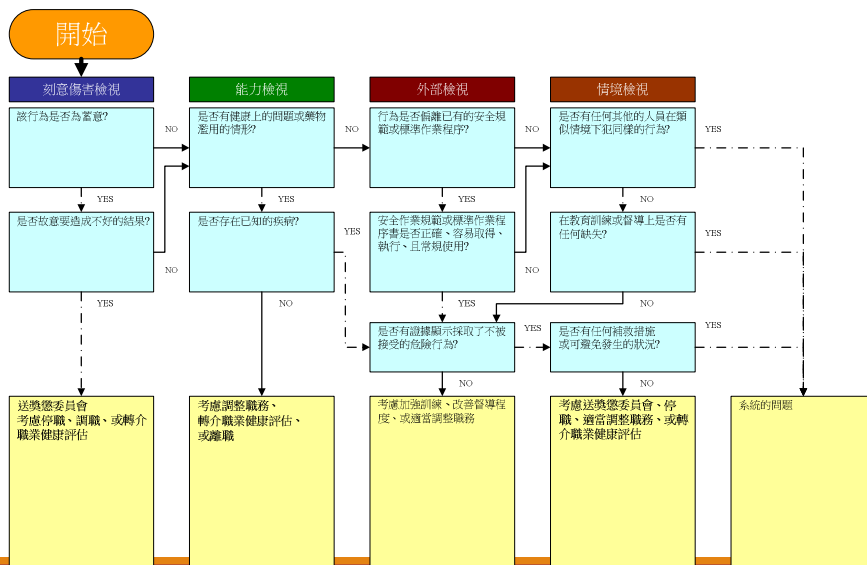 開始
刻意傷害檢視
能力檢視
外部檢視
情境檢視
該行為是否為蓄意?
NO
是否有健康上的問題或藥物
濫用的情形?
NO
行為是否偏離已有的安全規
範或標準作業程序?
NO
是否有任何其他的人員在類
似情境下犯同樣的行為?
YES
YES
YES
YES
NO
是否故意要造成不好的結果?
NO
是否存在已知的疾病?
YES
安全作業規範或標準作業程
序書是否正確、容易取得、
執行、且常規使用?
NO
在教育訓練或督導上是否有
任何缺失?
YES
YES
NO
YES
NO
是否有證據顯示採取了不被
接受的危險行為?
YES
是否有任何補救措施
或可避免發生的狀況?
YES
NO
NO
送獎懲委員會
考慮停職、調職、或轉介
職業健康評估
考慮調整職務、
轉介職業健康評估、
或離職
考慮加強訓練、改善督導程
度、或適當調整職務
考慮送獎懲委員會、停
職、適當調整職務、或轉
介職業健康評估
系統的問題